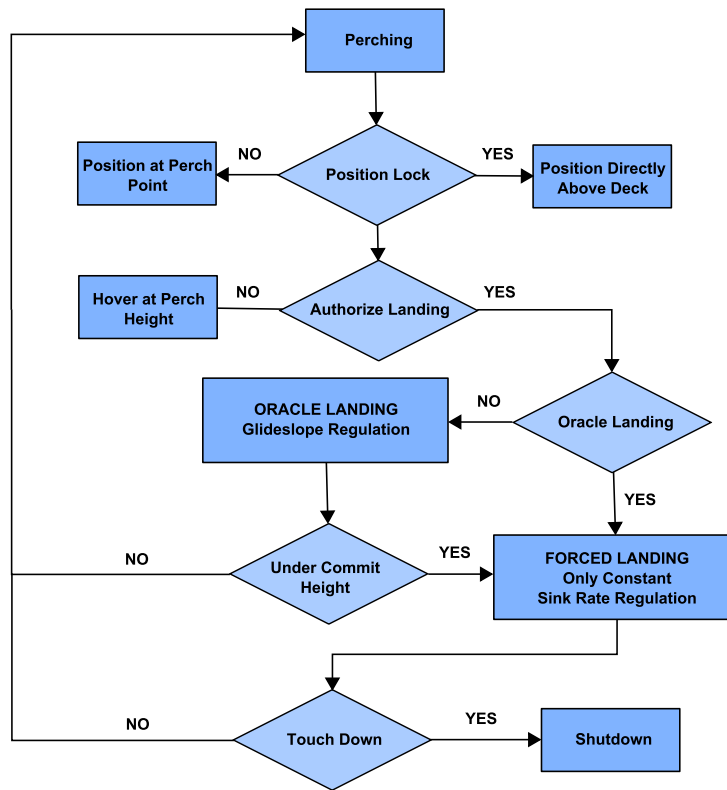 Perching
NO
YES
Position at Perch
Point
Position Lock
Position Directly
Above Deck
NO
YES
Hover at Perch
Height
Authorize Landing
ORACLE LANDING
Glideslope Regulation
NO
Oracle Landing
YES
NO
YES
Under Commit
Height
FORCED LANDING
Only Constant
Sink Rate Regulation
NO
YES
Touch Down
Shutdown